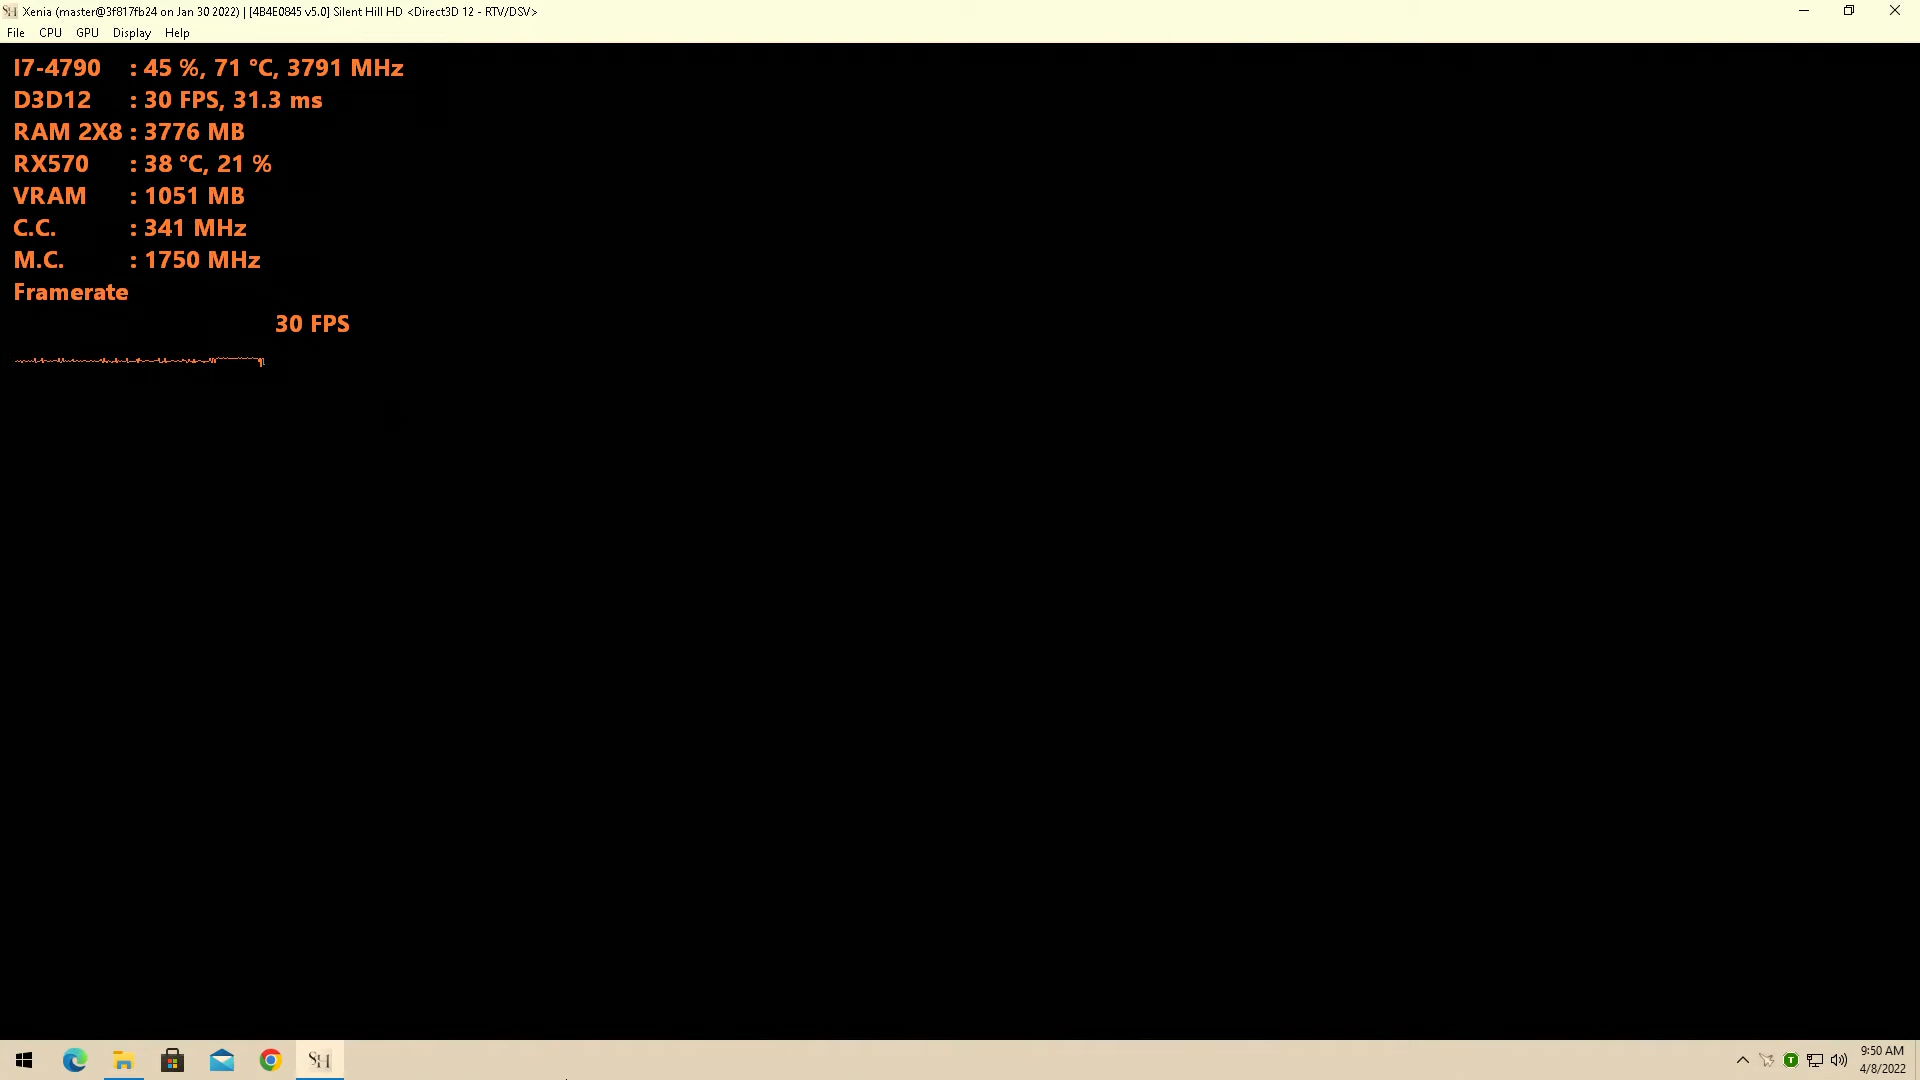 Xenia (master@3f817fb24 on Jan 30 2022) | [4B4E0845 v5.0] Silent Hill HD <Direct3D 12 - RTV/DSV>
File CPU GPU Display Help
I7-4790 : 45 %, 71 °C, 3791 MHz
D3D12 : 30 FPS, 31.3 ms
RAM 2X8 : 3776 MB
RX570 : 38 °C, 21 %
VRAM : 1051 MB
C.C. : 341 MHz
M.C. : 1750 MHz
Framerate
30 FPS
SH
T
9:50 AM
4/8/2022